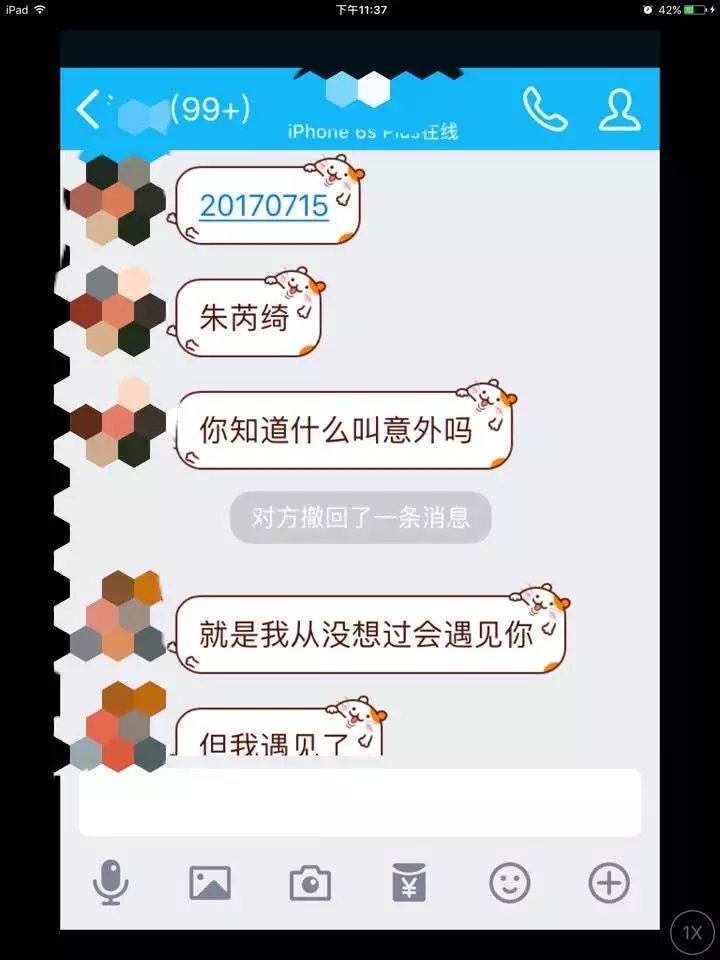 iPad
下午11:37
42%
(99+)
iPhone 6s Plus在线
20170715
朱芮绮
你知道什么叫意外吗
对方撤回了一条消息
就是我从没想过会遇见你
但我遇见了
¥
1X